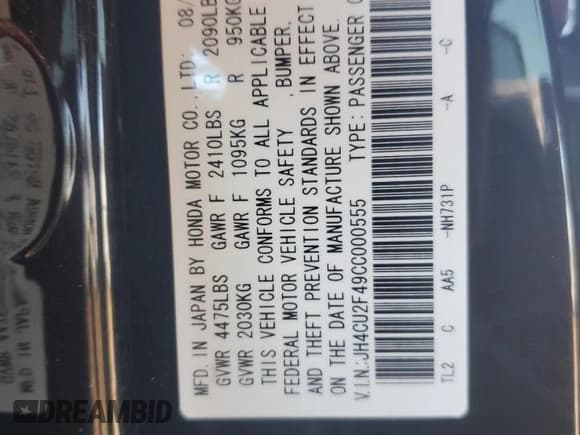 MFD. IN JAPAN BY HONDA MOTOR CO., LTD. 08/
GVWR 4475LBS GAWR F 2410LBS R 2090LB
GVWR 2030KG GAWR F 1095KG R 950KG
THIS VEHICLE CONFORMS TO ALL APPLICABLE
FEDERAL MOTOR VEHICLE SAFETY , BUMPER,
AND THEFT PREVENTION STANDARDS IN EFFECT
ON THE DATE OF MANUFACTURE SHOWN ABOVE.
V.I.N.:JH4CU2F49CC000555 TYPE: PASSENGER C
TL2 C AA5 -NH731P -A -C
DREAMBID